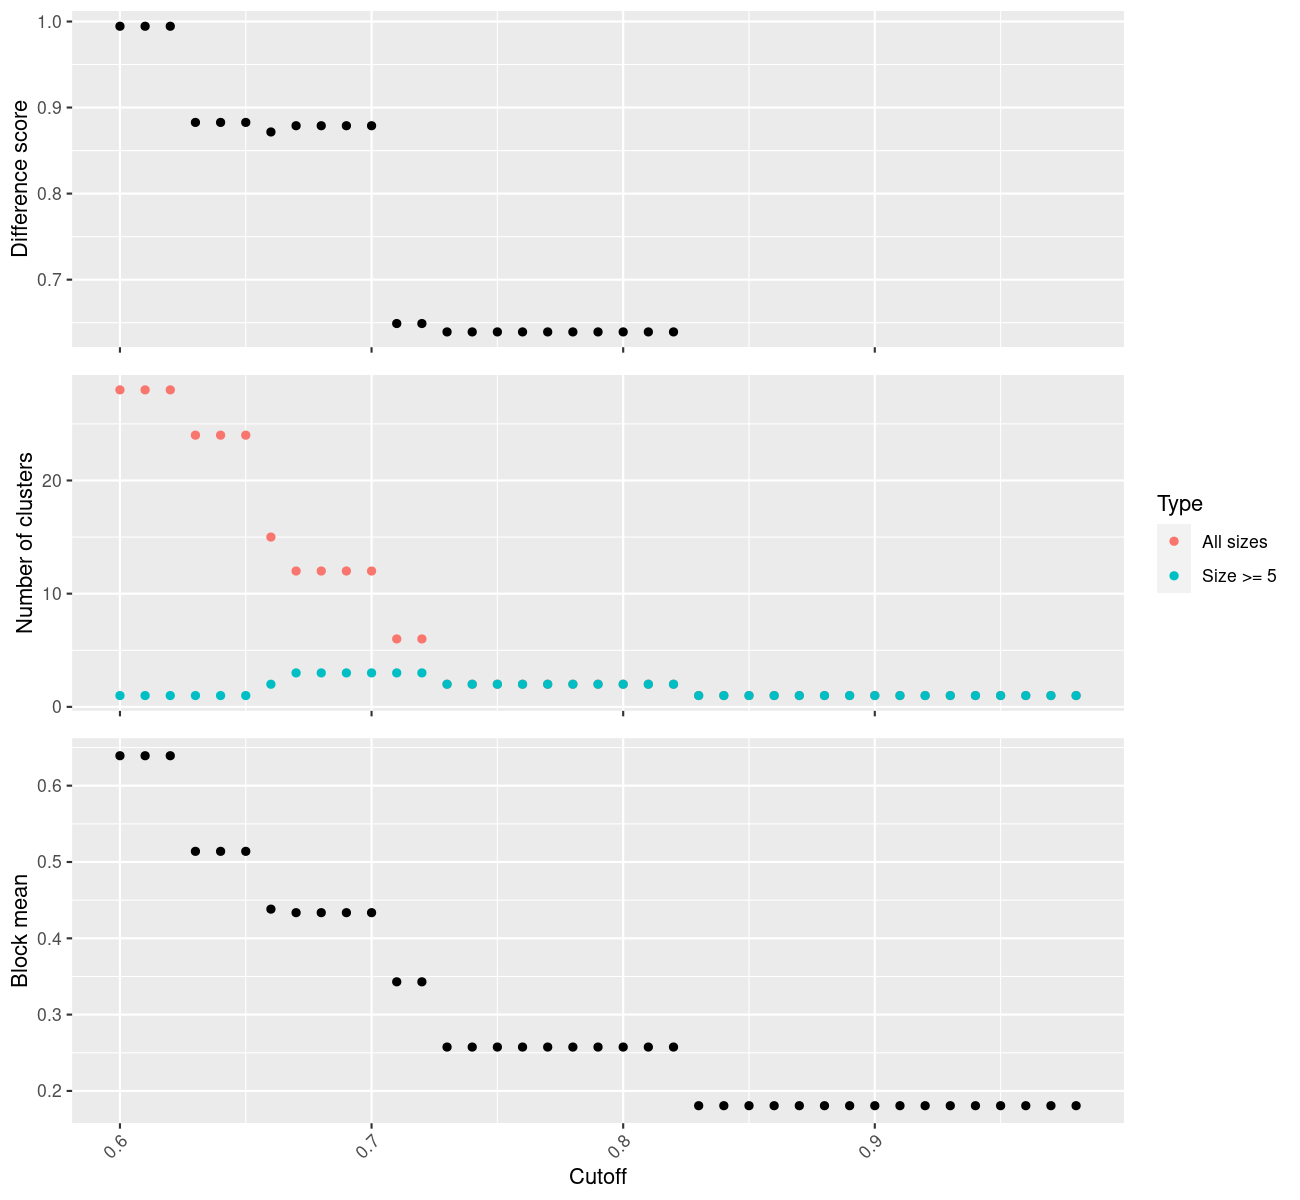 1.0
0.9
0.8
0.7
Difference score
20
10
0
Number of clusters
Type
All sizes
Size >= 5
0.6
0.5
0.4
0.3
0.2
Block mean
0.6
0.7
0.8
0.9
Cutoff